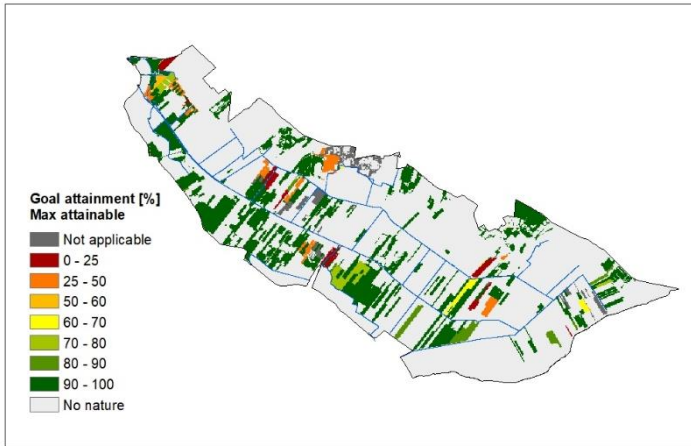 Goal attainment [%]
Max attainable
Not applicable
0 - 25
25 - 50
50 - 60
60 - 70
70 - 80
80 - 90
90 - 100
No nature